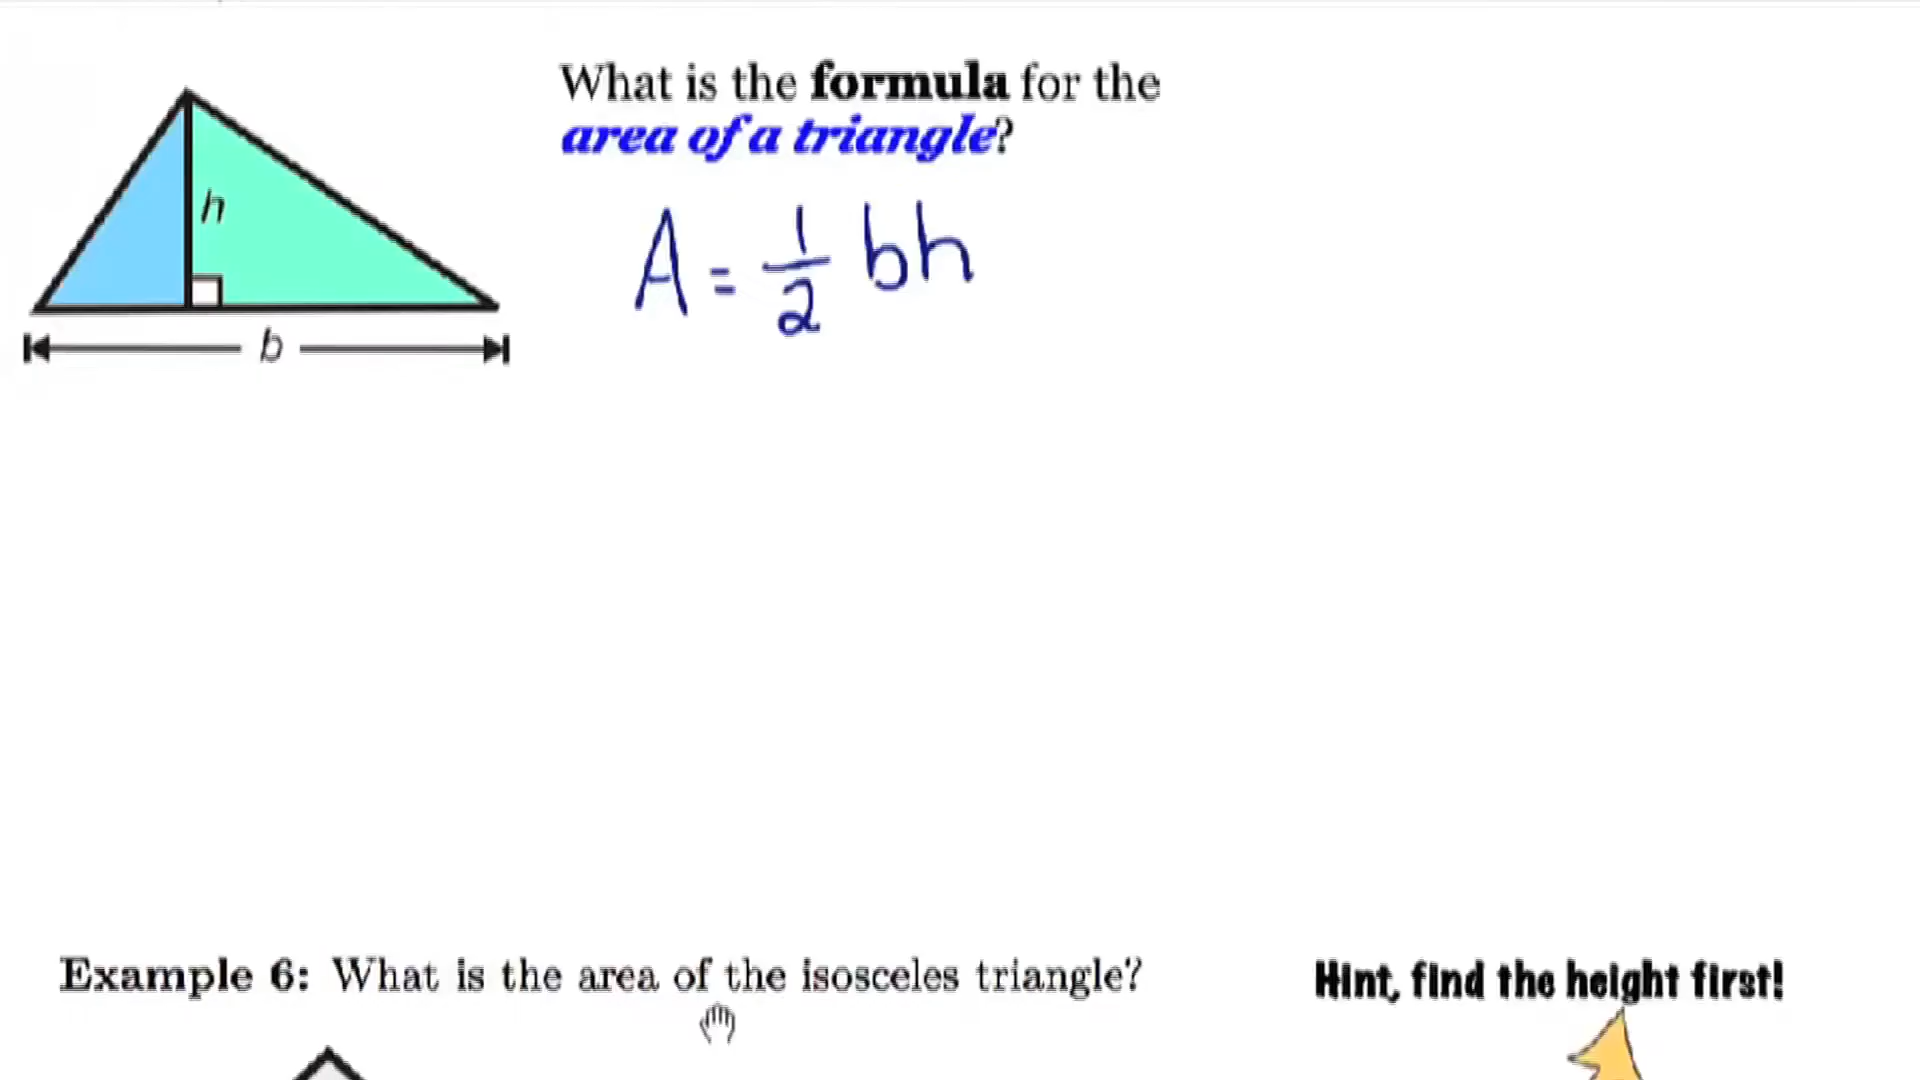 What is the formula for the
area of a triangle?
h
A = 1/2 bh
b
Example 6: What is the area of the isosceles triangle?
Hint, find the height first!